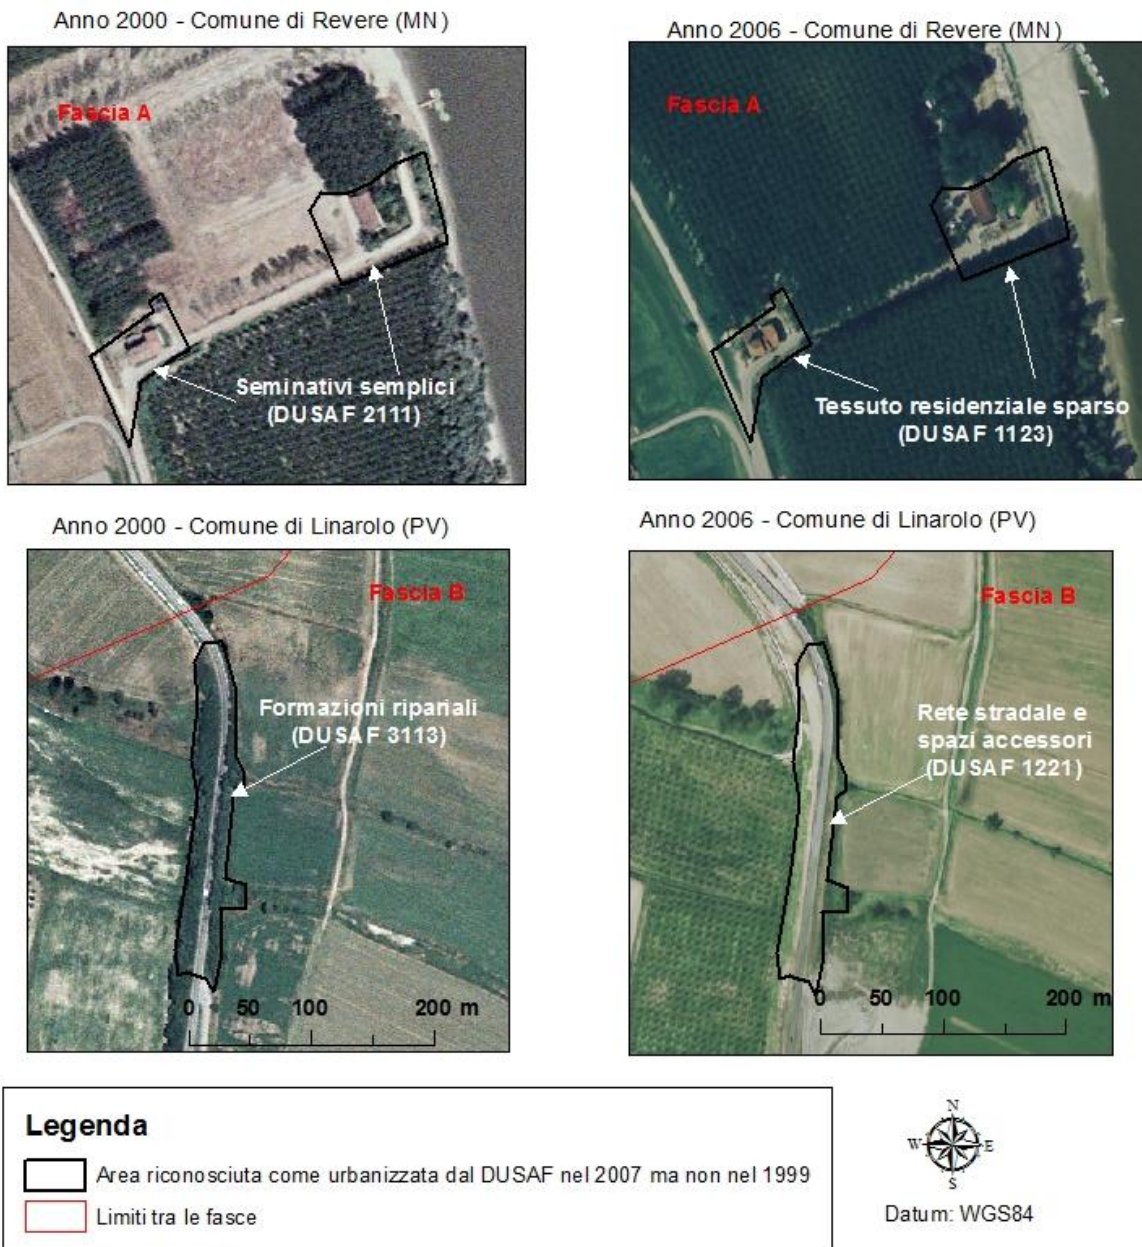 Anno 2000 - Comune di Revere (MN)
Anno 2006 - Comune di Revere (MN)
Fascia A
Seminativi semplici
(DUSAF 2111)
Fascia A
Tessuto residenziale sparso
(DUSAF 1123)
Anno 2000 - Comune di Linarolo (PV)
Anno 2006 - Comune di Linarolo (PV)
Fascia B
Formazioni ripariali
(DUSAF 3113)
0 50 100 200 m
Fascia B
Rete stradale e
spazi accessori
(DUSAF 1221)
0 50 100 200 m
Legenda
Area riconosciuta come urbanizzata dal DUSAF nel 2007 ma non nel 1999
Limiti tra le fasce
N
W E
S
Datum: WGS84